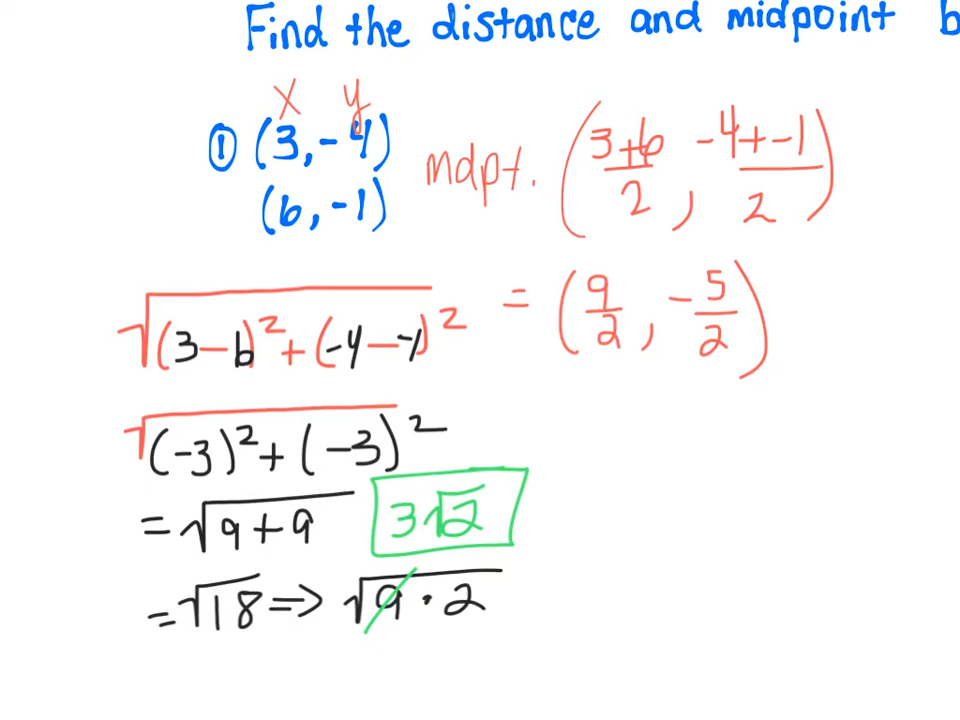 Find the distance and midpoint b
x y
① (3, -4)
(6, -1)
mdpt. (3+6/2, -4+-1/2)
= (9/2, -5/2)
√(3-6)²+(-4--1)²
√(-3)²+(-3)²
=√9+9
3√2
=√18 ⇒ √9·2